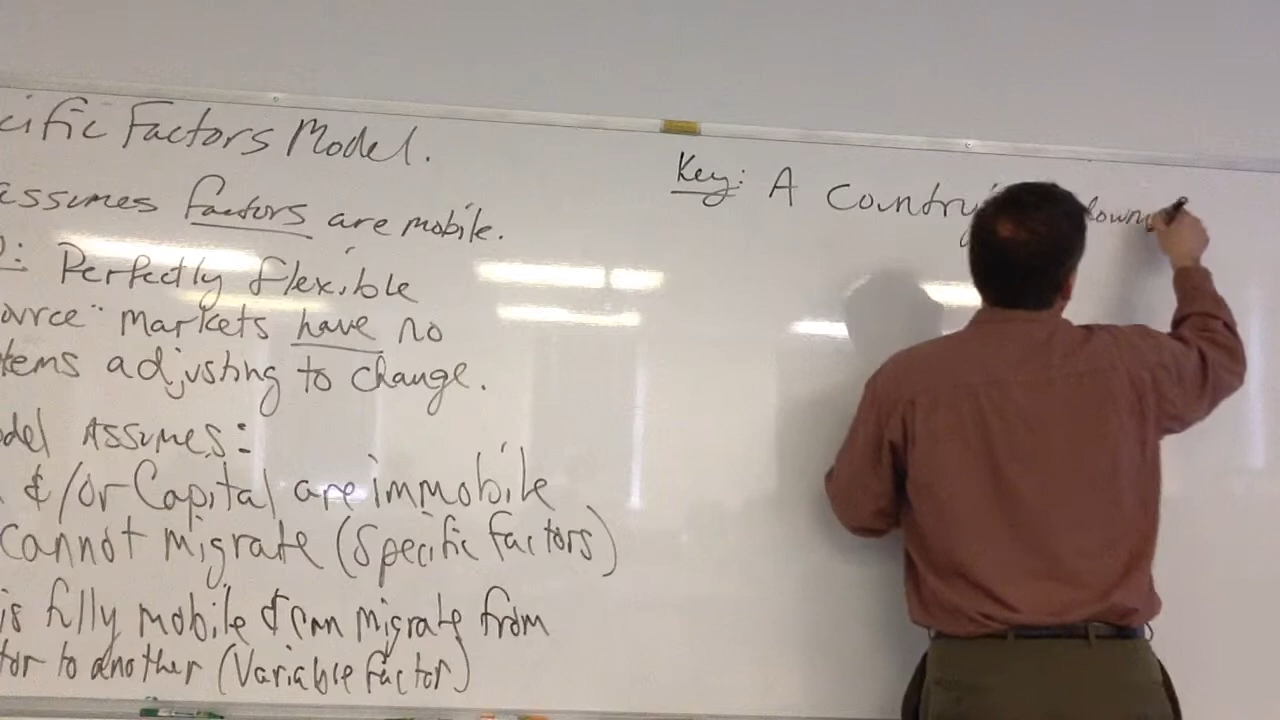 cific Factors Model.
assumes factors are mobile.
: Perfectly flexible
ource" markets have no
tems adjusting to change.
odel Assumes:
& /or Capital are immobile
Cannot migrate (Specific factors)
is fully mobile & can migrate from
tor to another (Variable factor)
Key: A Country